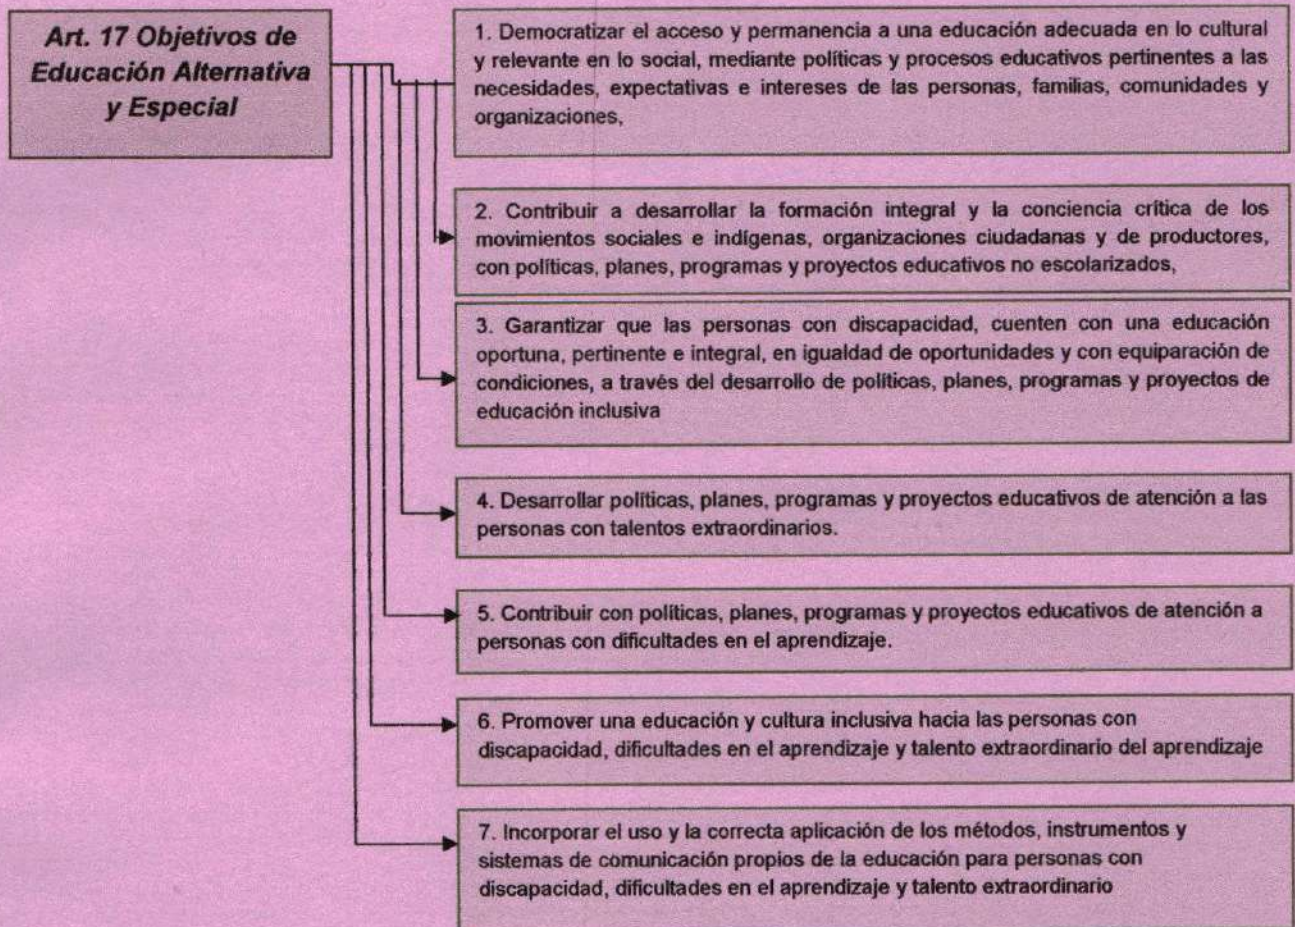 Art. 17 Objetivos de
Educación Alternativa
y Especial
1. Democratizar el acceso y permanencia a una educación adecuada en lo cultural
y relevante en lo social, mediante políticas y procesos educativos pertinentes a las
necesidades, expectativas e intereses de las personas, familias, comunidades y
organizaciones,
2. Contribuir a desarrollar la formación integral y la conciencia crítica de los
movimientos sociales e indígenas, organizaciones ciudadanas y de productores,
con políticas, planes, programas y proyectos educativos no escolarizados,
3. Garantizar que las personas con discapacidad, cuenten con una educación
oportuna, pertinente e integral, en igualdad de oportunidades y con equiparación de
condiciones, a través del desarrollo de políticas, planes, programas y proyectos de
educación inclusiva
4. Desarrollar políticas, planes, programas y proyectos educativos de atención a las
personas con talentos extraordinarios.
5. Contribuir con políticas, planes, programas y proyectos educativos de atención a
personas con dificultades en el aprendizaje.
6. Promover una educación y cultura inclusiva hacia las personas con
discapacidad, dificultades en el aprendizaje y talento extraordinario del aprendizaje
7. Incorporar el uso y la correcta aplicación de los métodos, instrumentos y
sistemas de comunicación propios de la educación para personas con
discapacidad, dificultades en el aprendizaje y talento extraordinario